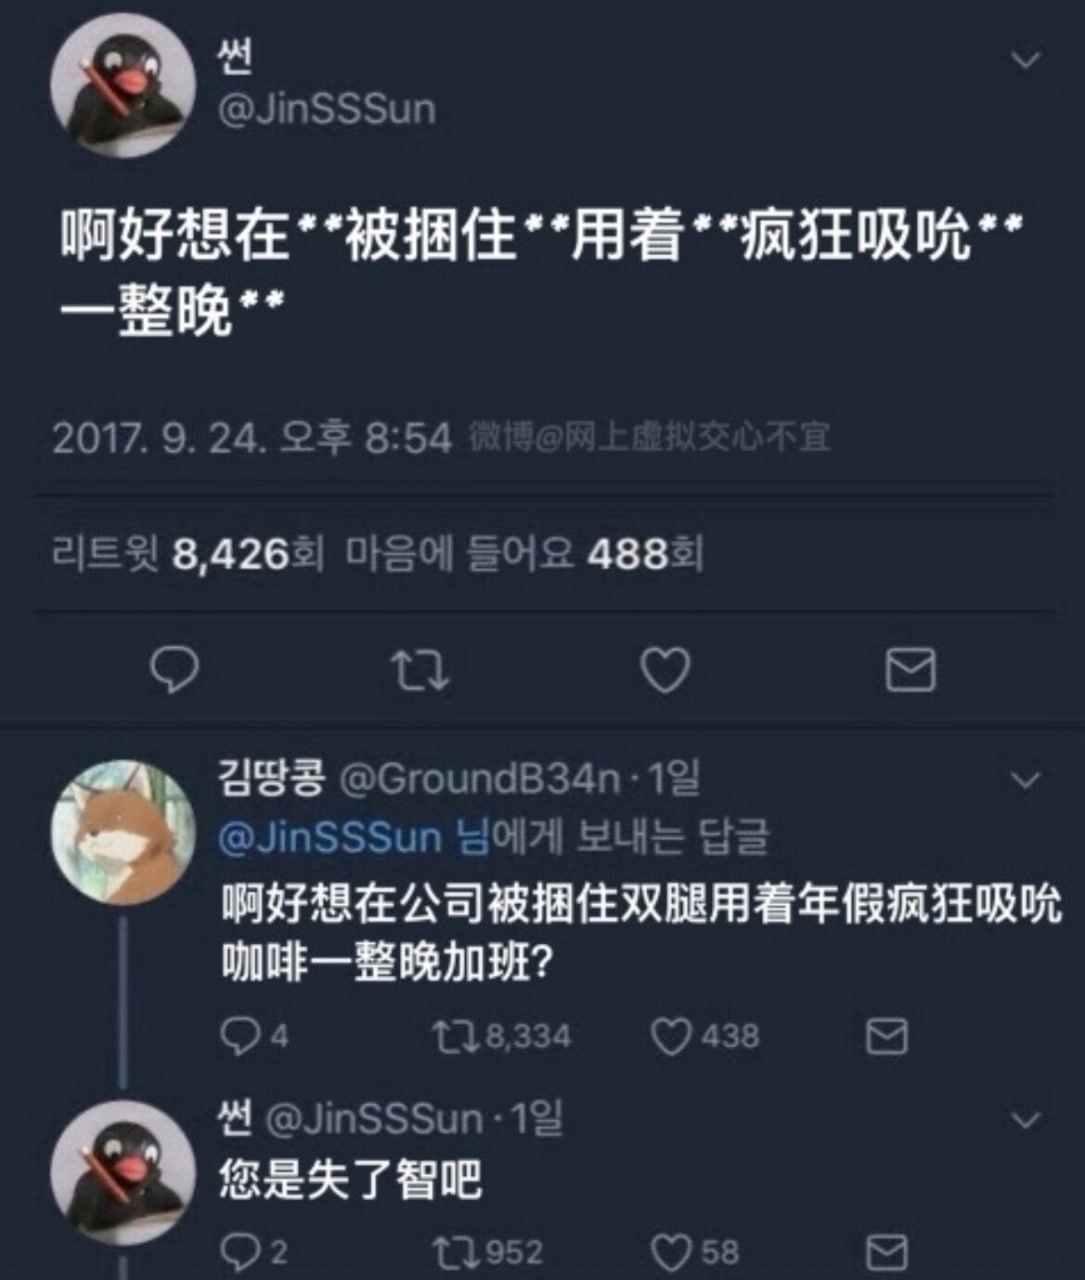 썬
@JinSSSun
啊好想在**被捆住**用着**疯狂吸吮**
一整晚**
2017. 9. 24. 오후 8:54 微博@网上虚拟交心不宜
리트윗 8,426회 마음에 들어요 488회
김땅콩 @GroundB34n · 1일
@JinSSSun 님에게 보내는 답글
啊好想在公司被捆住双腿用着年假疯狂吸吮
咖啡一整晚加班?
4 8,334 438
썬 @JinSSSun · 1일
您是失了智吧
2 952 58